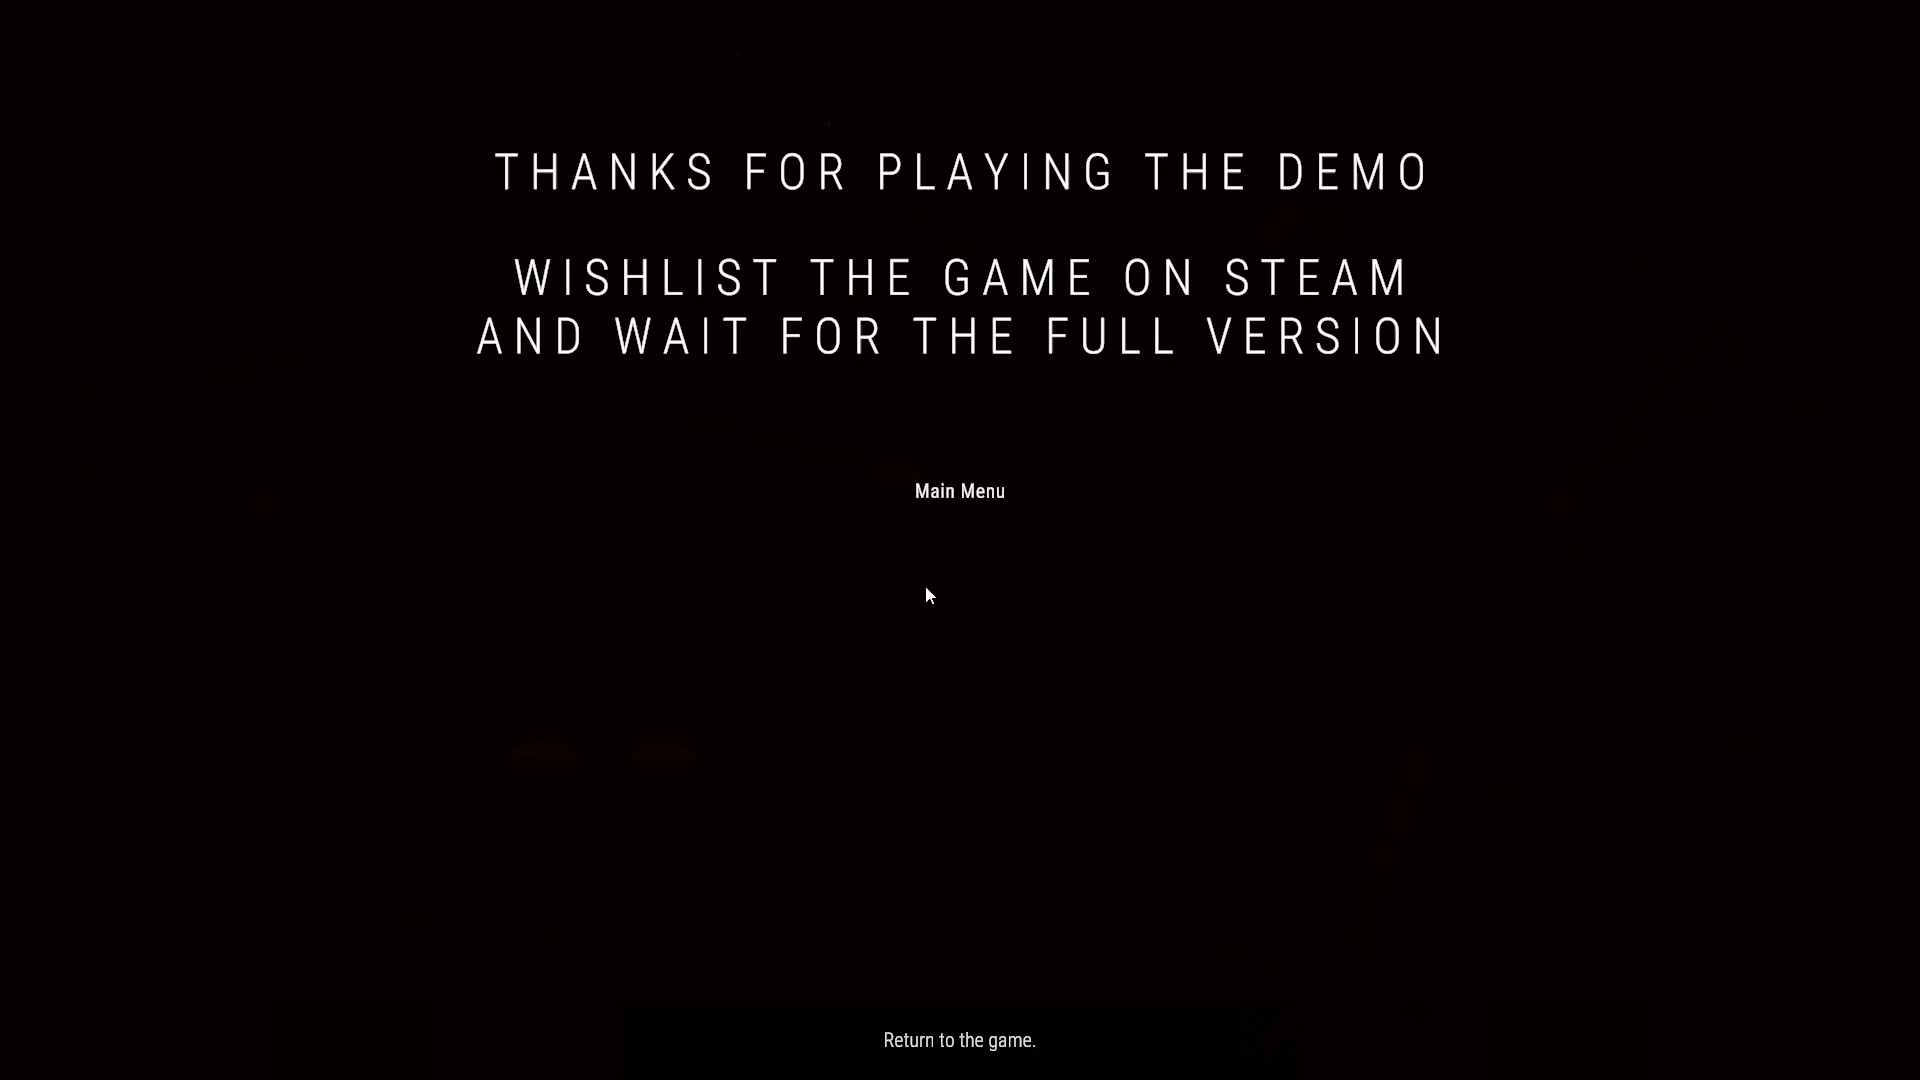 THANKS FOR PLAYING THE DEMO
WISHLIST THE GAME ON STEAM
AND WAIT FOR THE FULL VERSION
Main Menu
Return to the game.